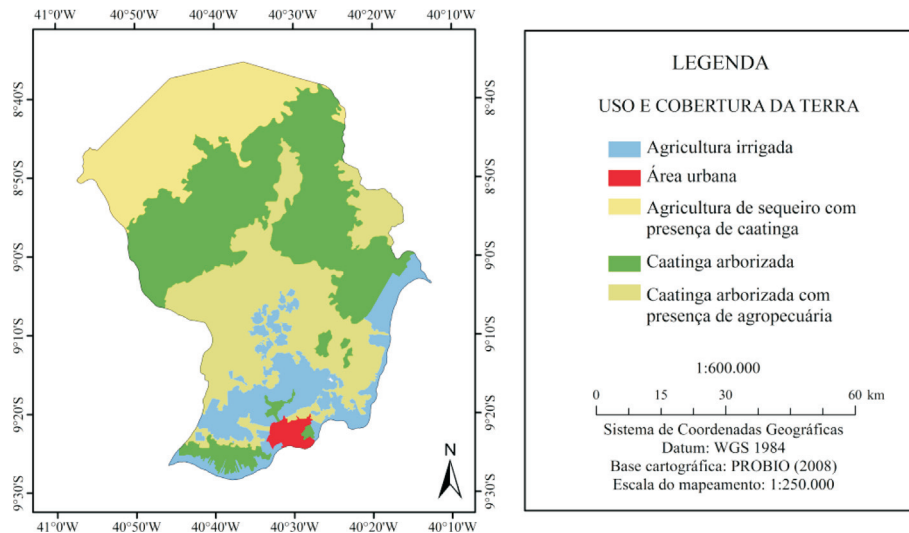 41°0'W 40°50'W 40°40'W 40°30'W 40°20'W 40°10'W
8°40'S 8°40'S
8°50'S 8°50'S
9°0'S 9°0'S
9°10'S 9°10'S
9°20'S 9°20'S
9°30'S 9°30'S
N
41°0'W 40°50'W 40°40'W 40°30'W 40°20'W 40°10'W
LEGENDA
USO E COBERTURA DA TERRA
Agricultura irrigada
Área urbana
Agricultura de sequeiro com
presença de caatinga
Caatinga arborizada
Caatinga arborizada com
presença de agropecuária
1:600.000
0 15 30 60 km
Sistema de Coordenadas Geográficas
Datum: WGS 1984
Base cartográfica: PROBIO (2008)
Escala do mapeamento: 1:250.000